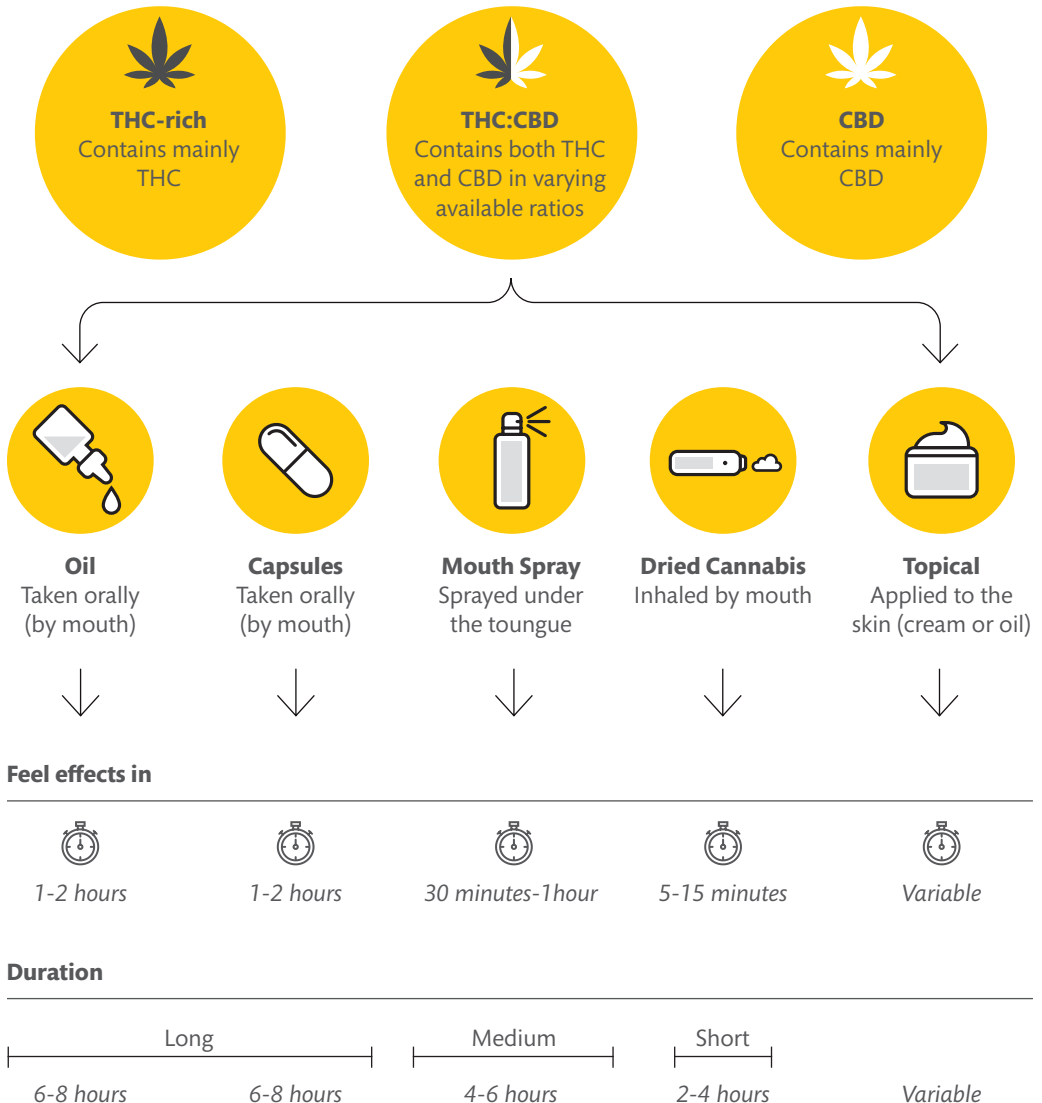 THC-rich
Contains mainly
THC
THC:CBD
Contains both THC
and CBD in varying
available ratios
CBD
Contains mainly
CBD
Oil
Taken orally
(by mouth)
Capsules
Taken orally
(by mouth)
Mouth Spray
Sprayed under
the toungue
Dried Cannabis
Inhaled by mouth
Topical
Applied to the
skin (cream or oil)
Feel effects in
1-2 hours
1-2 hours
30 minutes-1hour
5-15 minutes
Variable
Duration
Long
Medium
Short
6-8 hours
6-8 hours
4-6 hours
2-4 hours
Variable